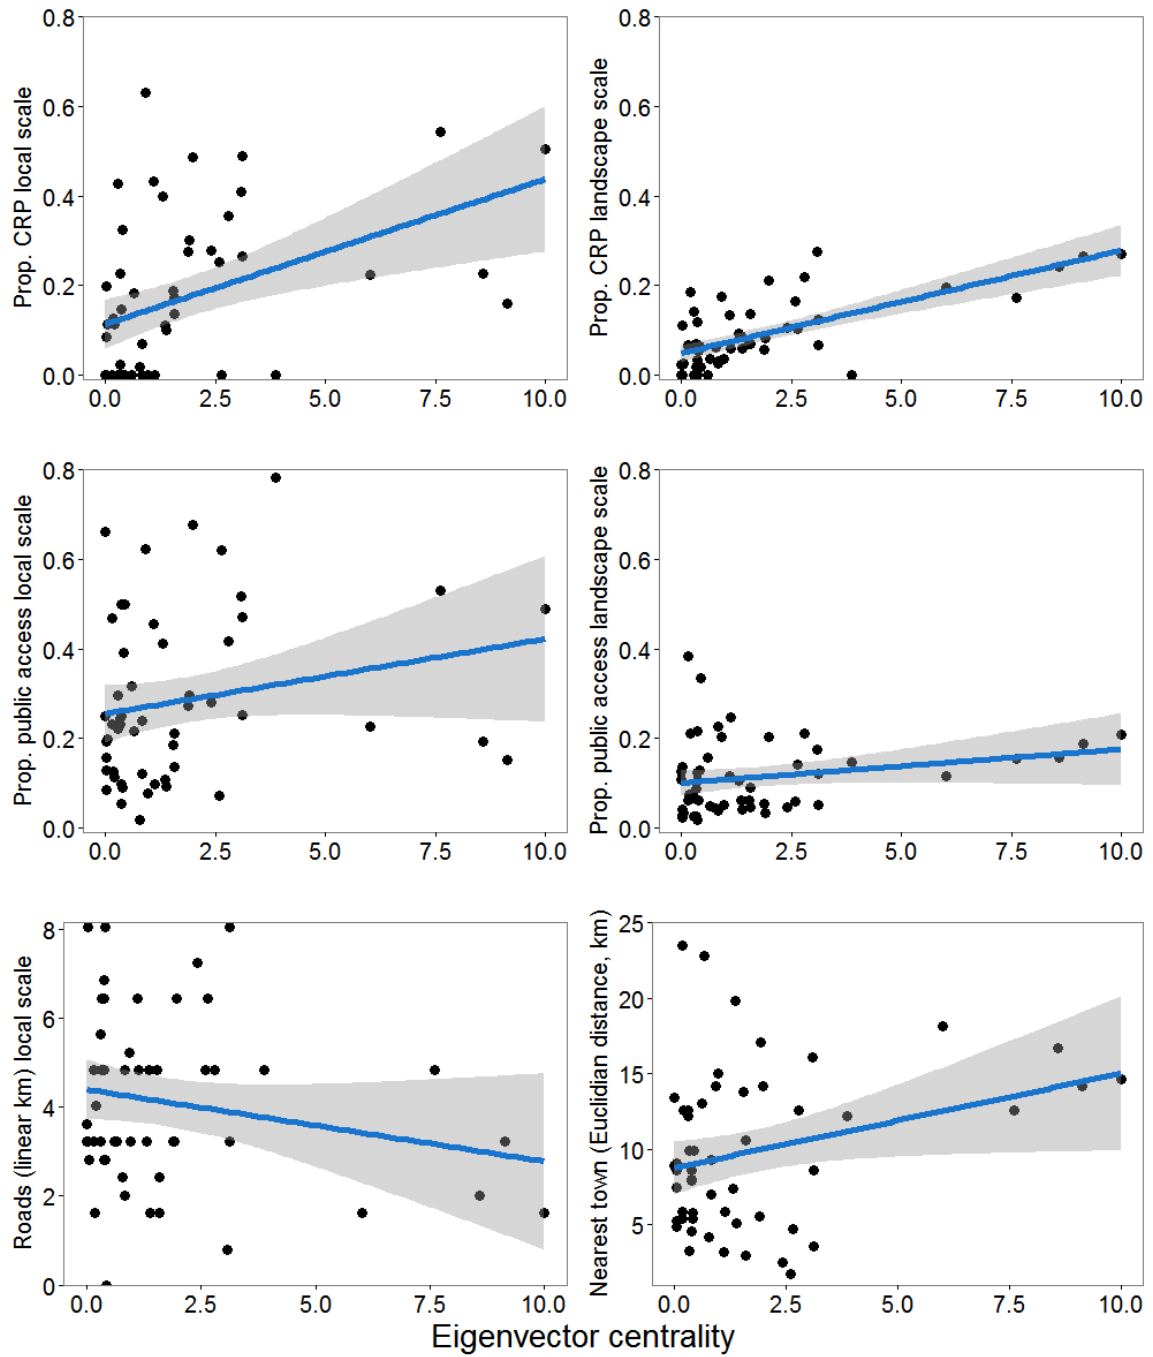 Prop. CRP local scale
0.8
0.6
0.4
0.2
0.0
0.0 2.5 5.0 7.5 10.0
Prop. CRP landscape scale
0.8
0.6
0.4
0.2
0.0
0.0 2.5 5.0 7.5 10.0
Prop. public access local scale
0.8
0.6
0.4
0.2
0.0
0.0 2.5 5.0 7.5 10.0
Prop. public access landscape scale
0.8
0.6
0.4
0.2
0.0
0.0 2.5 5.0 7.5 10.0
Roads (linear km) local scale
8
6
4
2
0
0.0 2.5 5.0 7.5 10.0
Nearest town (Euclidian distance, km)
25
20
15
10
5
0.0 2.5 5.0 7.5 10.0
Eigenvector centrality